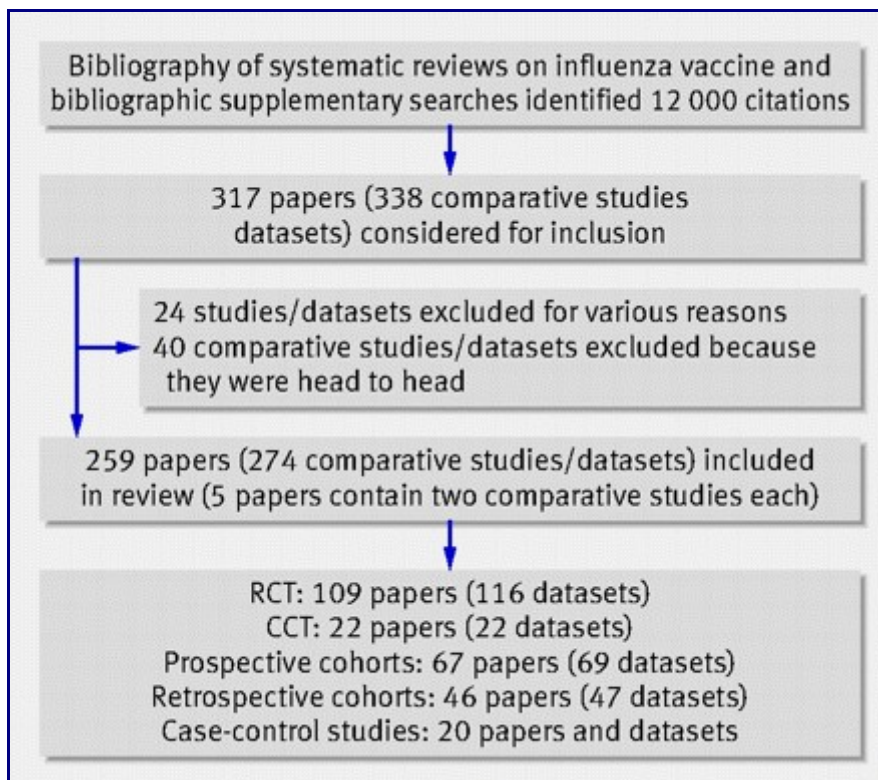 Bibliography of systematic reviews on influenza vaccine and
bibliographic supplementary searches identified 12 000 citations
317 papers (338 comparative studies
datasets) considered for inclusion
24 studies/datasets excluded for various reasons
40 comparative studies/datasets excluded because
they were head to head
259 papers (274 comparative studies/datasets) included
in review (5 papers contain two comparative studies each)
RCT: 109 papers (116 datasets)
CCT: 22 papers (22 datasets)
Prospective cohorts: 67 papers (69 datasets)
Retrospective cohorts: 46 papers (47 datasets)
Case-control studies: 20 papers and datasets